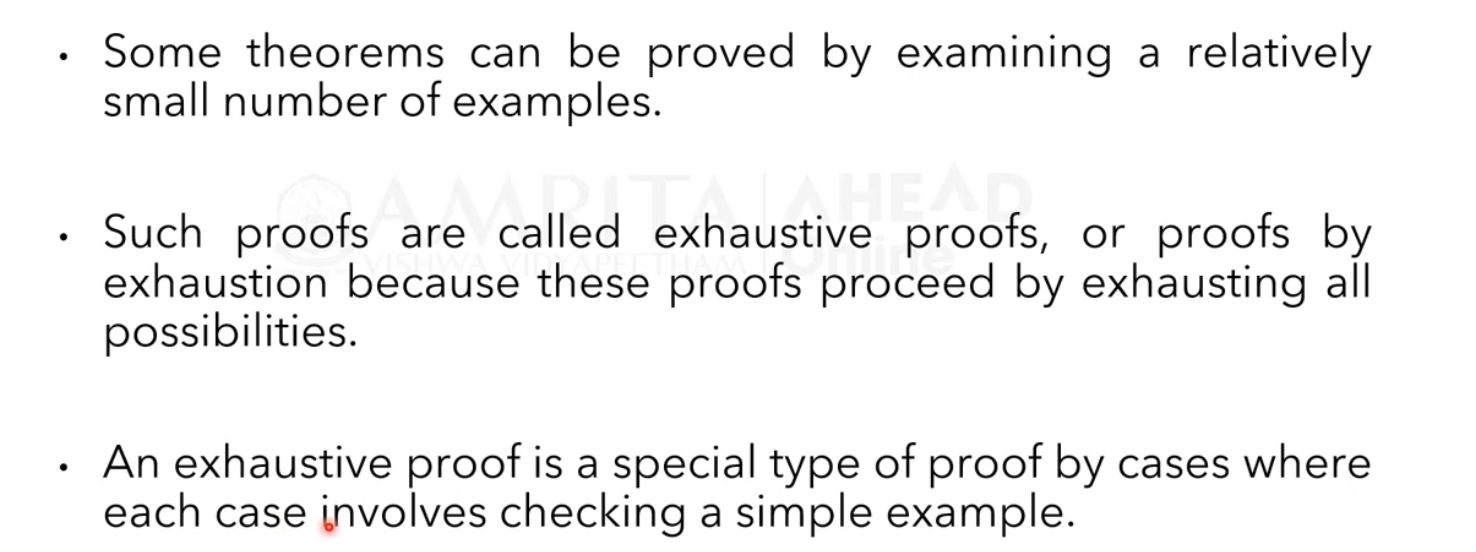 • Some theorems can be proved by examining a relatively
small number of examples.
AMRITA AHEAD
• Such proofs are called exhaustive proofs, or proofs by
VISHWA VIDYAPEETHAM Online
exhaustion because these proofs proceed by exhausting all
possibilities.
• An exhaustive proof is a special type of proof by cases where
each case involves checking a simple example.